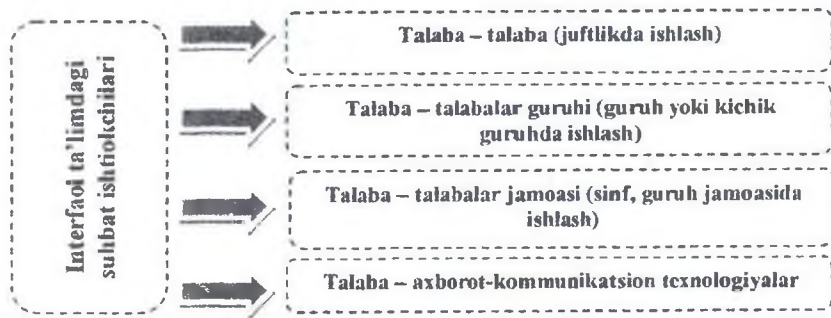 Interfaol ta'limdagi
suhbat ishtirokchilari
Talaba – talaba (juftlikda ishlash)
Talaba – talabalar guruhi (guruh yoki kichik
guruhda ishlash)
Talaba – talabalar jamoasi (sinf, guruh jamoasida
ishlash)
Talaba – axborot-kommunikatsion texnologiyalar